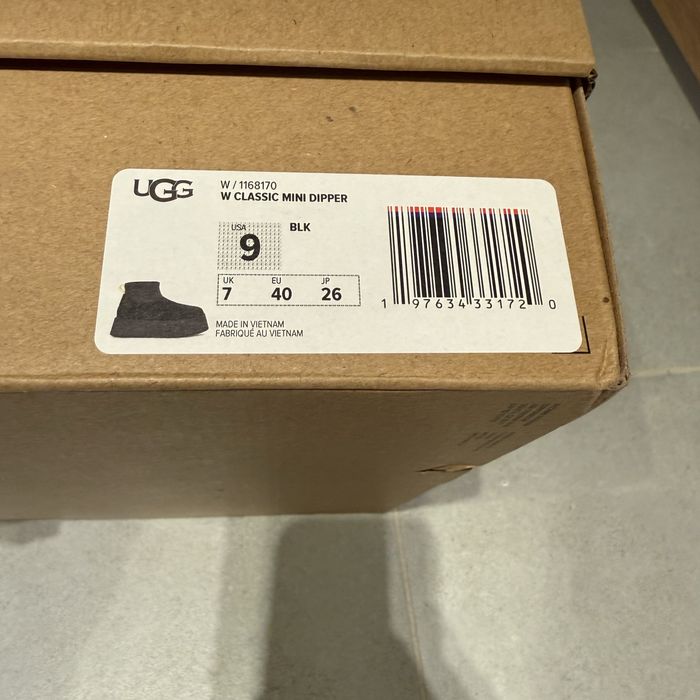 UGG
W / 1168170
W CLASSIC MINI DIPPER
USA
9
BLK
UK EU JP
7 40 26
MADE IN VIETNAM
FABRIQUÉ AU VIETNAM
1 97634 33172 0